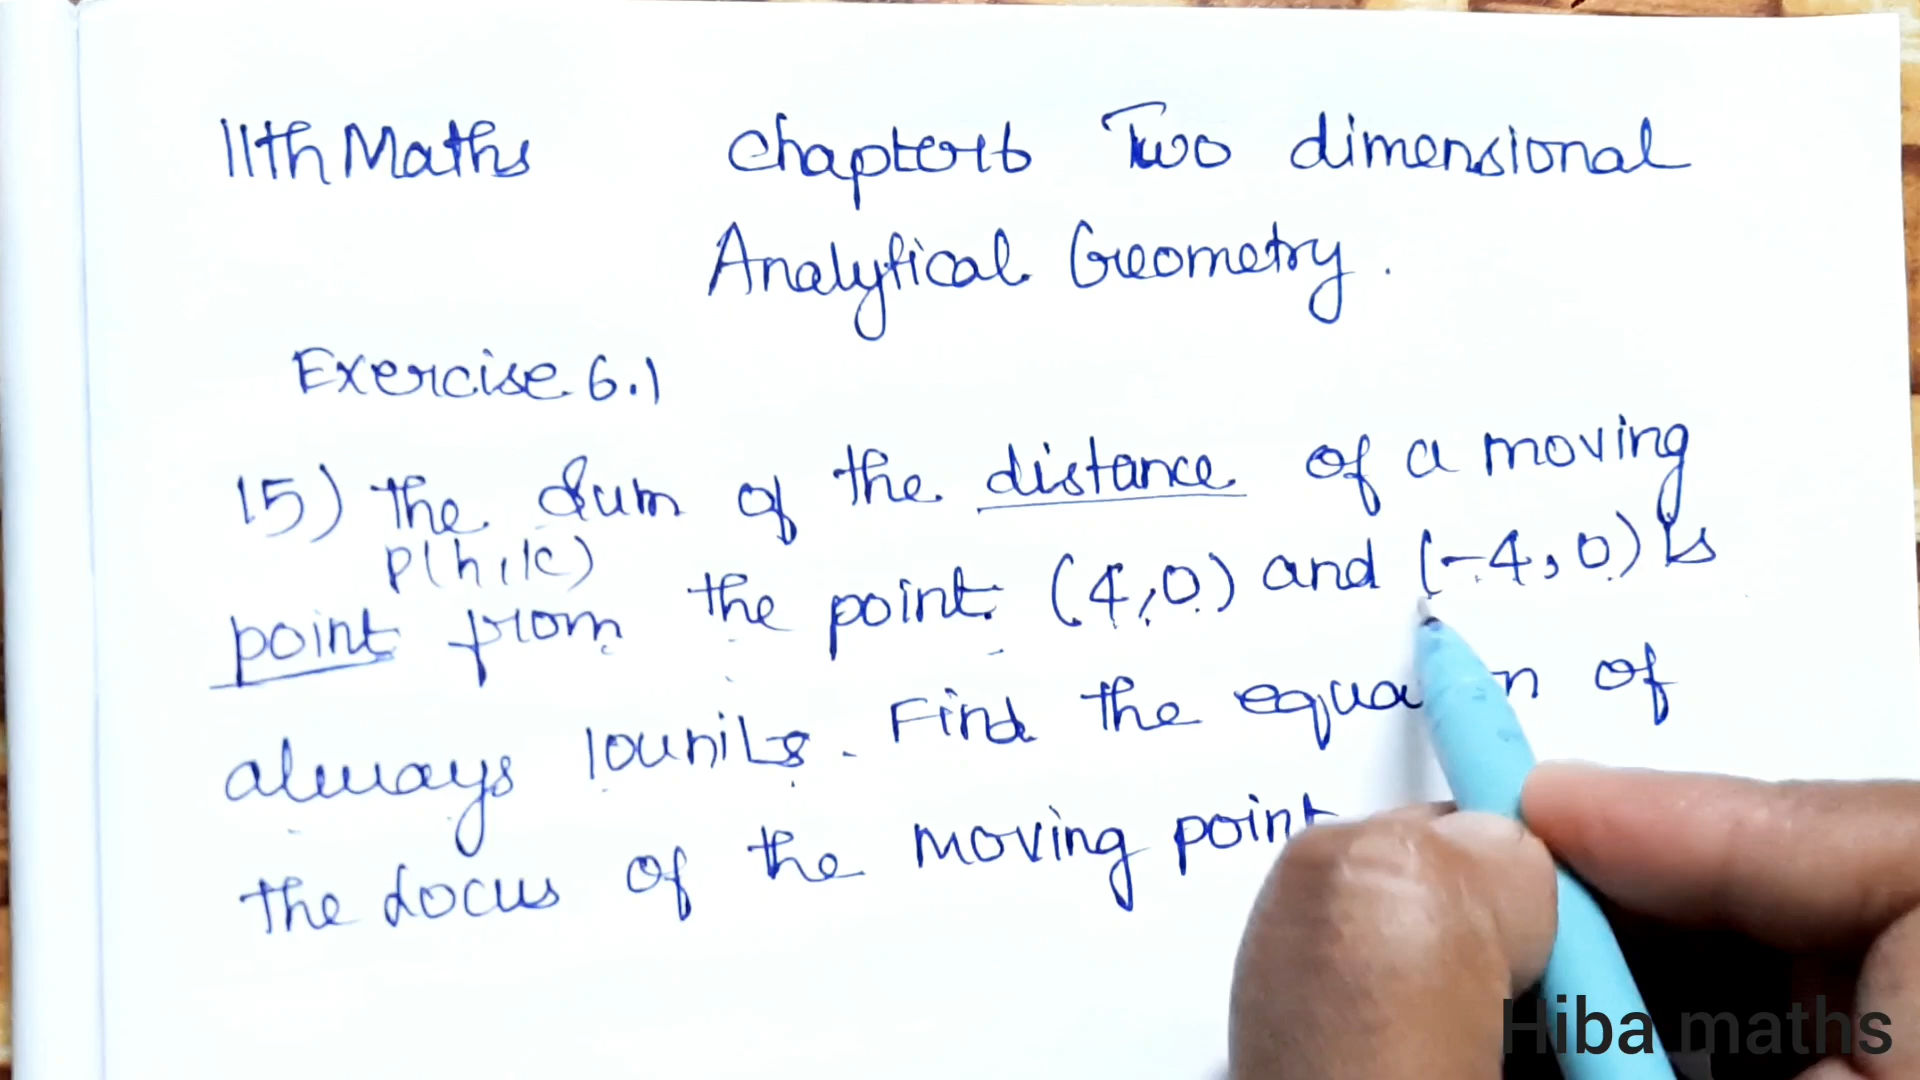 11th Maths Chapter 6 Two dimensional
Analytical Geometry.
Exercise 6.1
15) The Sum of the distance of a moving
P(h,k)
point from the point (4,0) and (-4,0) is
always 10units. Find the of
the Locus of the moving point
Hiba maths